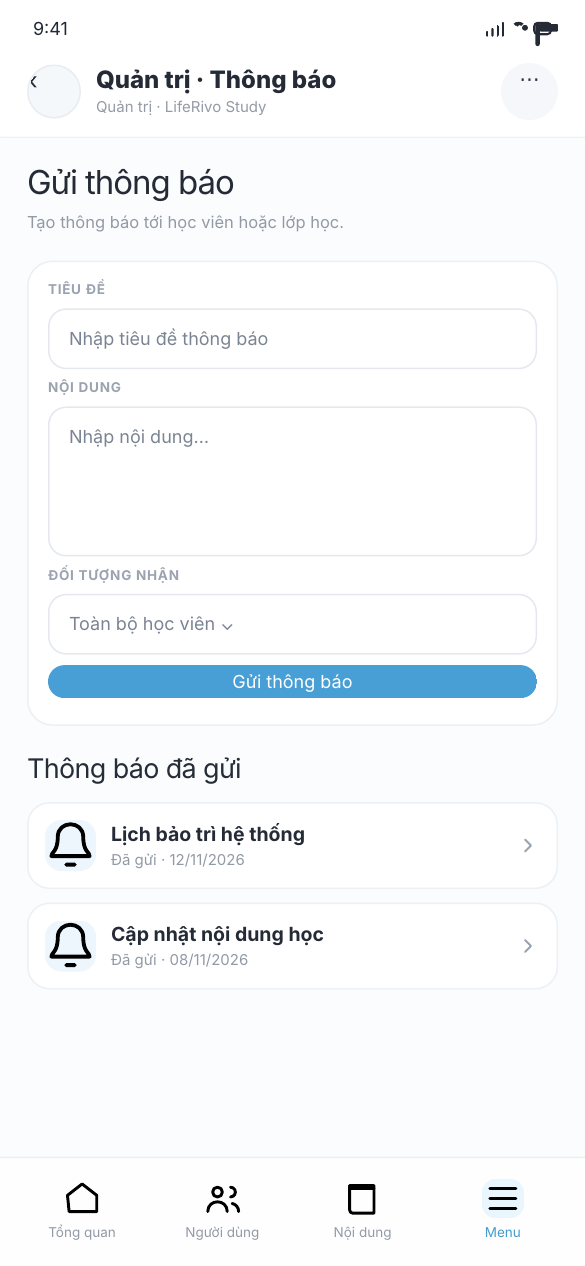 9:41
Quản trị · Thông báo
Quản trị · LifeRivo Study
Gửi thông báo
Tạo thông báo tới học viên hoặc lớp học.
TIÊU ĐỀ
Nhập tiêu đề thông báo
NỘI DUNG
Nhập nội dung...
ĐỐI TƯỢNG NHẬN
Toàn bộ học viên
Gửi thông báo
Thông báo đã gửi
Lịch bảo trì hệ thống
Đã gửi · 12/11/2026
Cập nhật nội dung học
Đã gửi · 08/11/2026
Tổng quan
Người dùng
Nội dung
Menu